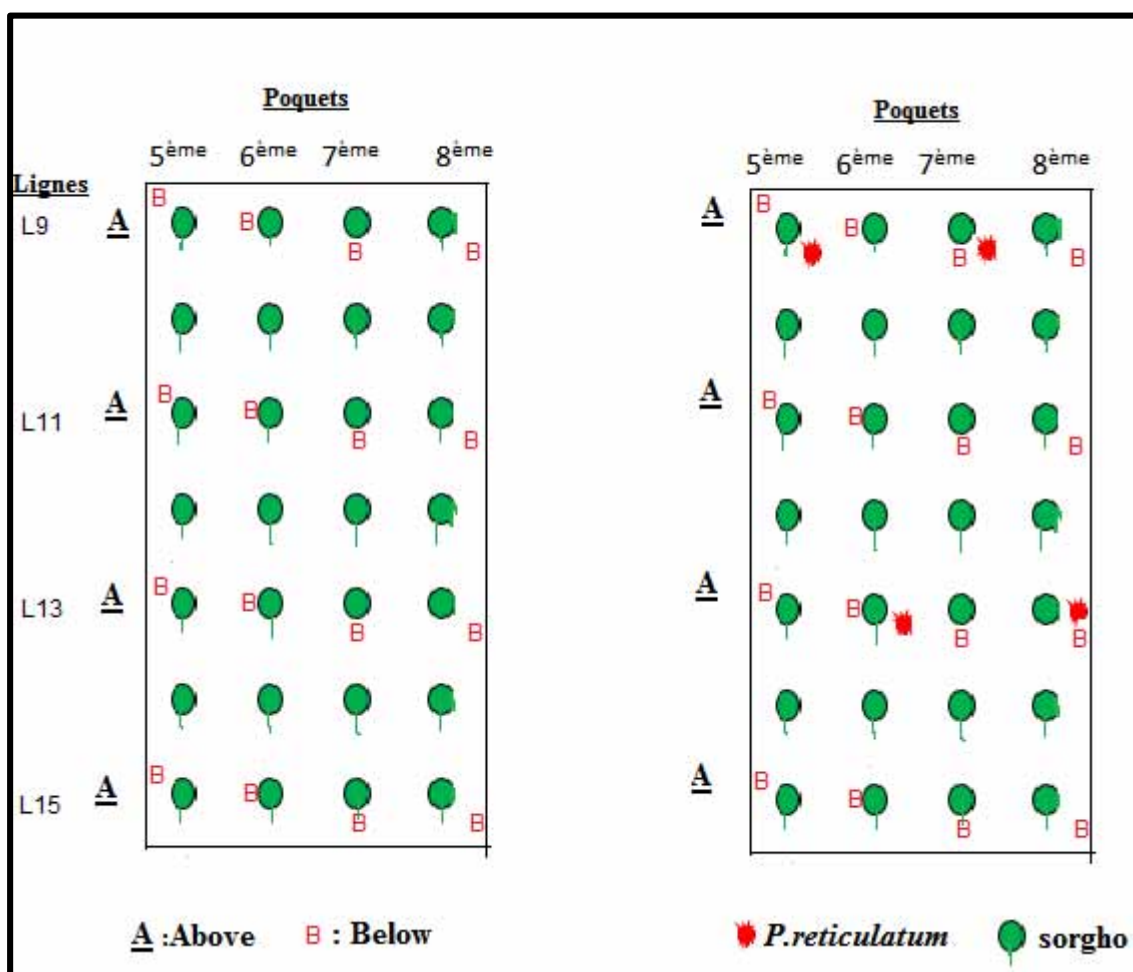 Poquets Poquets
5ème 6ème 7ème 8ème 5ème 6ème 7ème 8ème
Lignes
B B
L9 A B A B
B B B B
L11 A B B A B B
B B B B
L13 A B B A B B
B B B B
L15 A B B A B B
B B B B
A :Above B : Below P.reticulatum sorgho